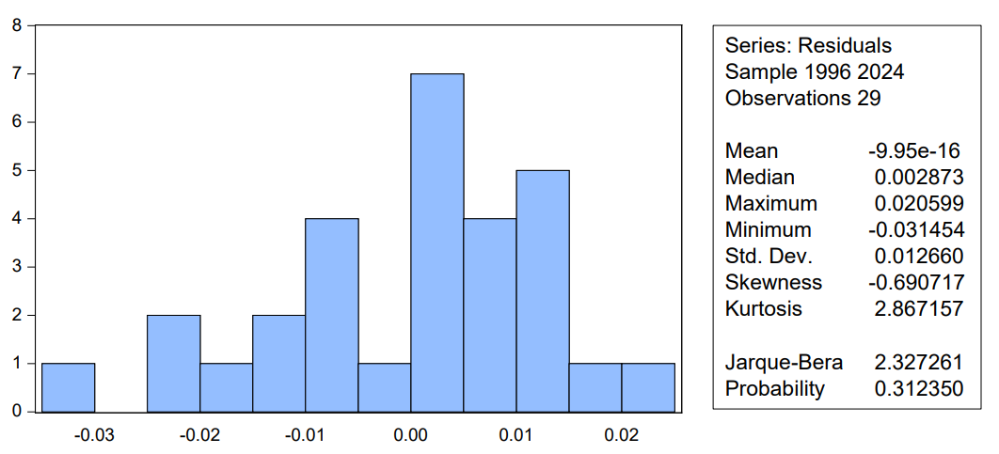 8
7
6
5
4
3
2
1
0
-0.03 -0.02 -0.01 0.00 0.01 0.02
Series: Residuals
Sample 1996 2024
Observations 29
Mean -9.95e-16
Median 0.002873
Maximum 0.020599
Minimum -0.031454
Std. Dev. 0.012660
Skewness -0.690717
Kurtosis 2.867157
Jarque-Bera 2.327261
Probability 0.312350